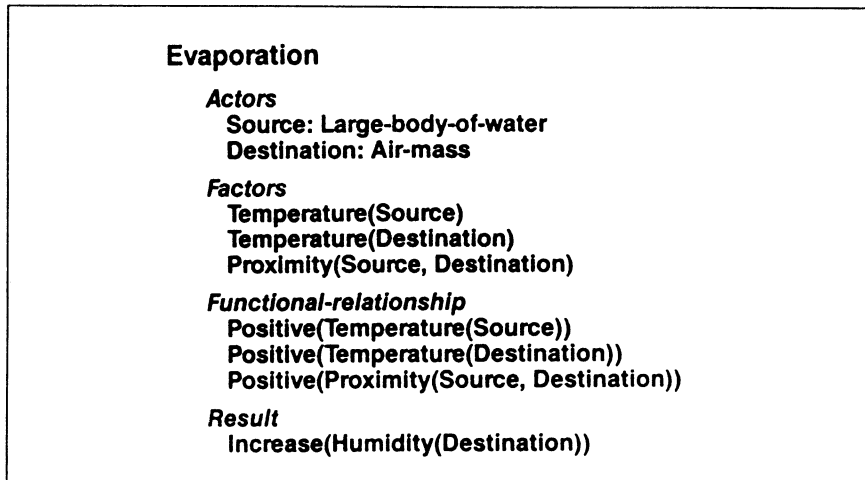 Evaporation
Actors
Source: Large-body-of-water
Destination: Air-mass
Factors
Temperature(Source)
Temperature(Destination)
Proximity(Source, Destination)
Functional-relationship
Positive(Temperature(Source))
Positive(Temperature(Destination))
Positive(Proximity(Source, Destination))
Result
Increase(Humidity(Destination))